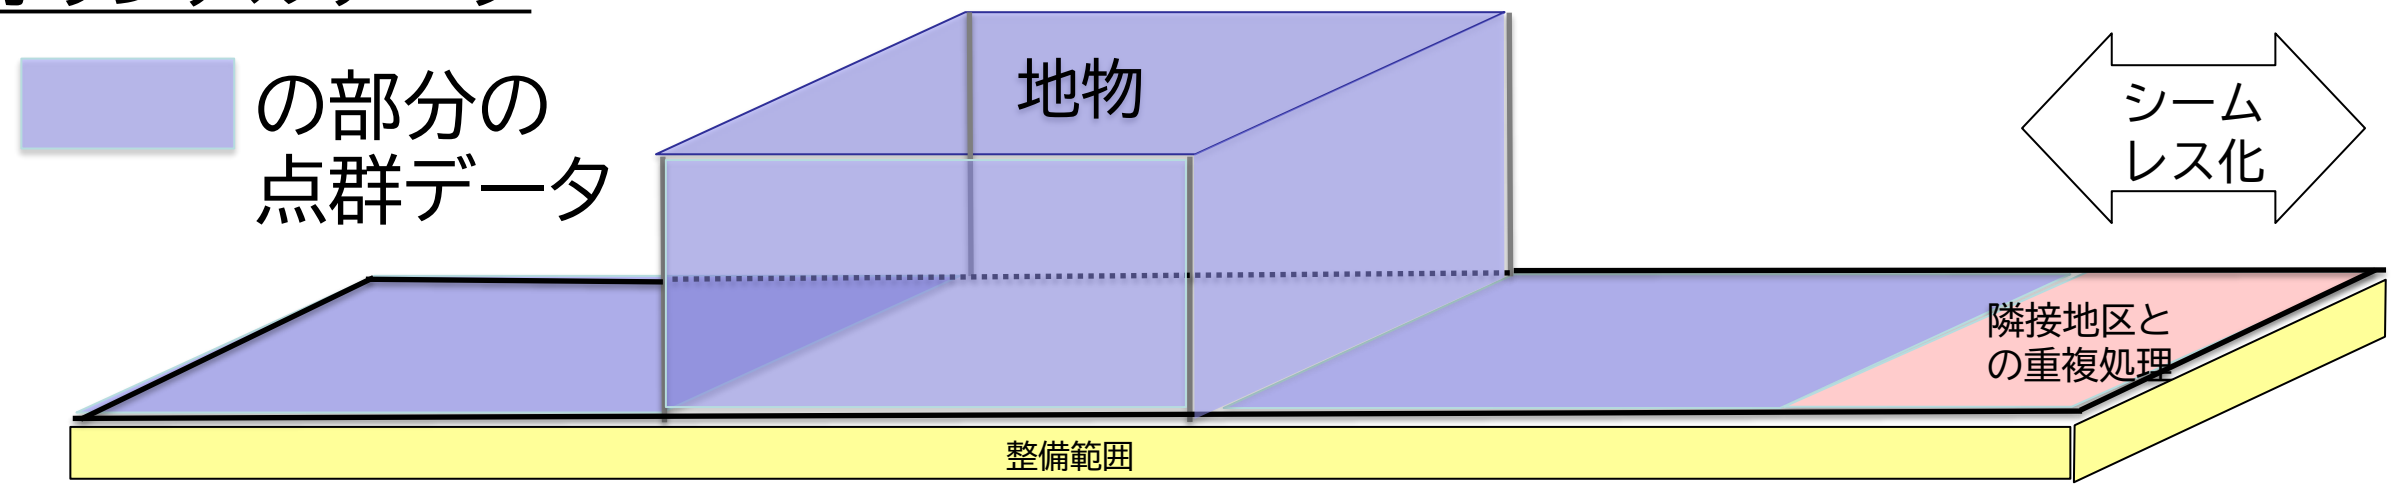 の部分の
点群データ
地物
シーム
レス化
隣接地区と
の重複処理
整備範囲